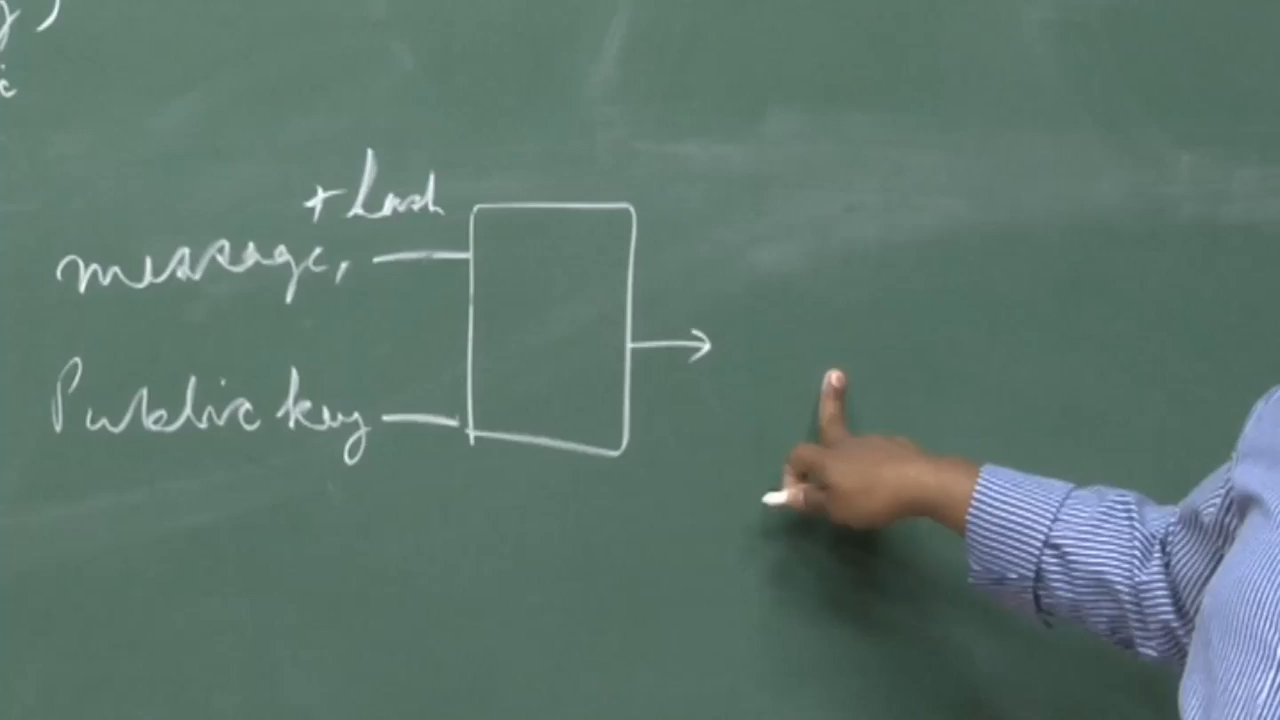 + hash
message,
Public key